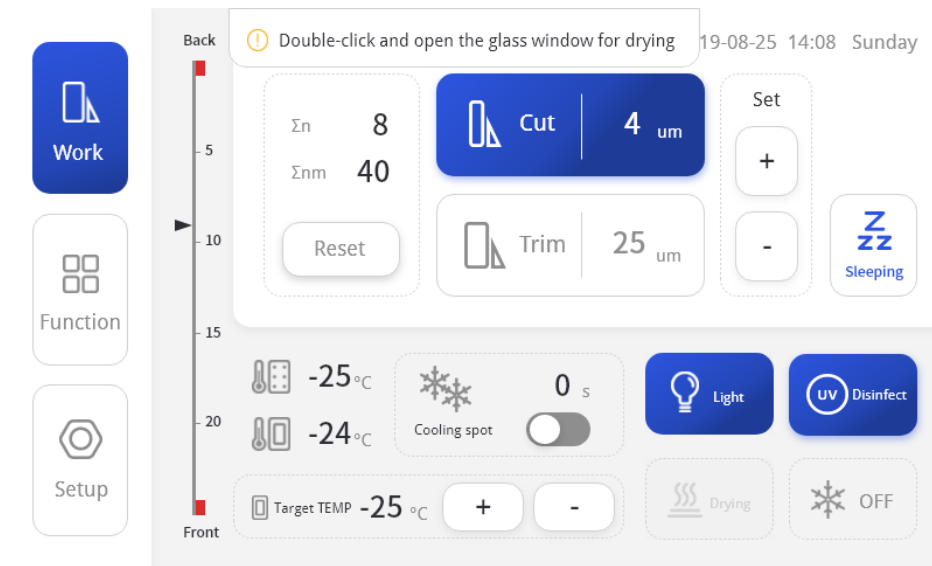 Back
Double-click and open the glass window for drying
19-08-25 14:08 Sunday
Work
Σn 8
Σnm 40
Reset
Cut 4 um
Trim 25 um
Set
+
-
Z
ZZ
Sleeping
5
10
15
20
Front
Function
Setup
-25 °C
-24 °C
0 s
Cooling spot
Light
UV Disinfect
Target TEMP -25 °C + -
Drying
OFF